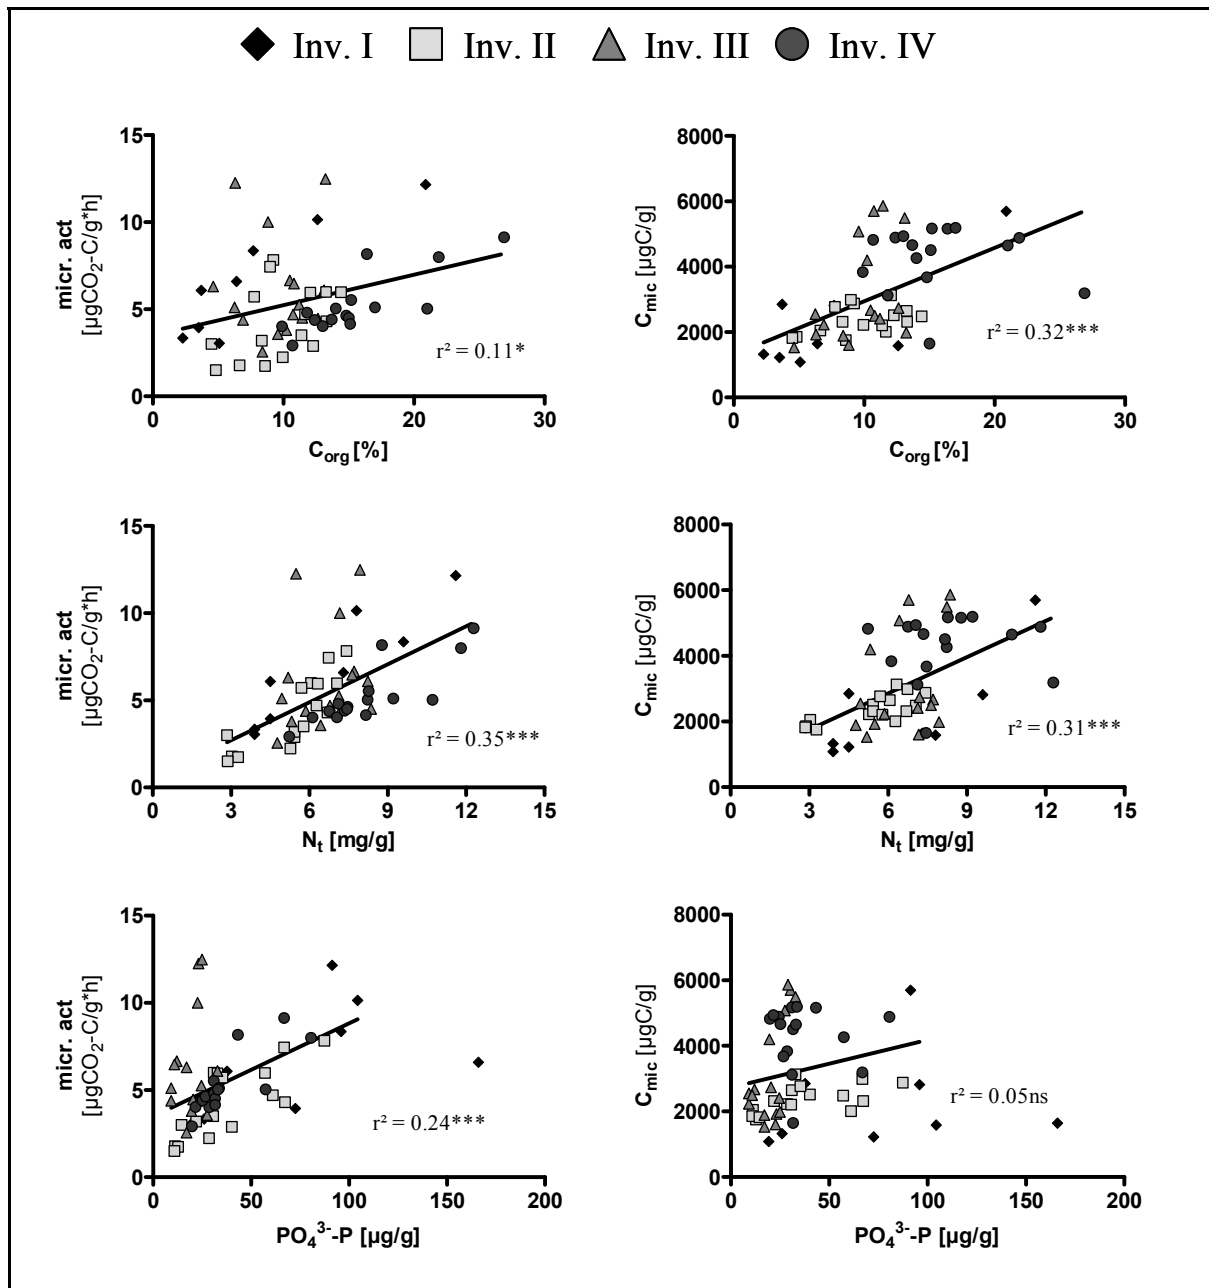 Inv. I Inv. II Inv. III Inv. IV
micr. act
[µgCO₂-C/g*h]
15
10
5
0
r² = 0.11*
0 10 20 30
C_org [%]
C_mic [µgC/g]
8000
6000
4000
2000
0
r² = 0.32***
0 10 20 30
C_org [%]
micr. act
[µgCO₂-C/g*h]
15
10
5
0
r² = 0.35***
0 3 6 9 12 15
N_t [mg/g]
C_mic [µgC/g]
8000
6000
4000
2000
0
r² = 0.31***
0 3 6 9 12 15
N_t [mg/g]
micr. act
[µgCO₂-C/g*h]
15
10
5
0
r² = 0.24***
0 50 100 150 200
PO₄³⁻-P [µg/g]
C_mic [µgC/g]
8000
6000
4000
2000
0
r² = 0.05ns
0 50 100 150 200
PO₄³⁻-P [µg/g]